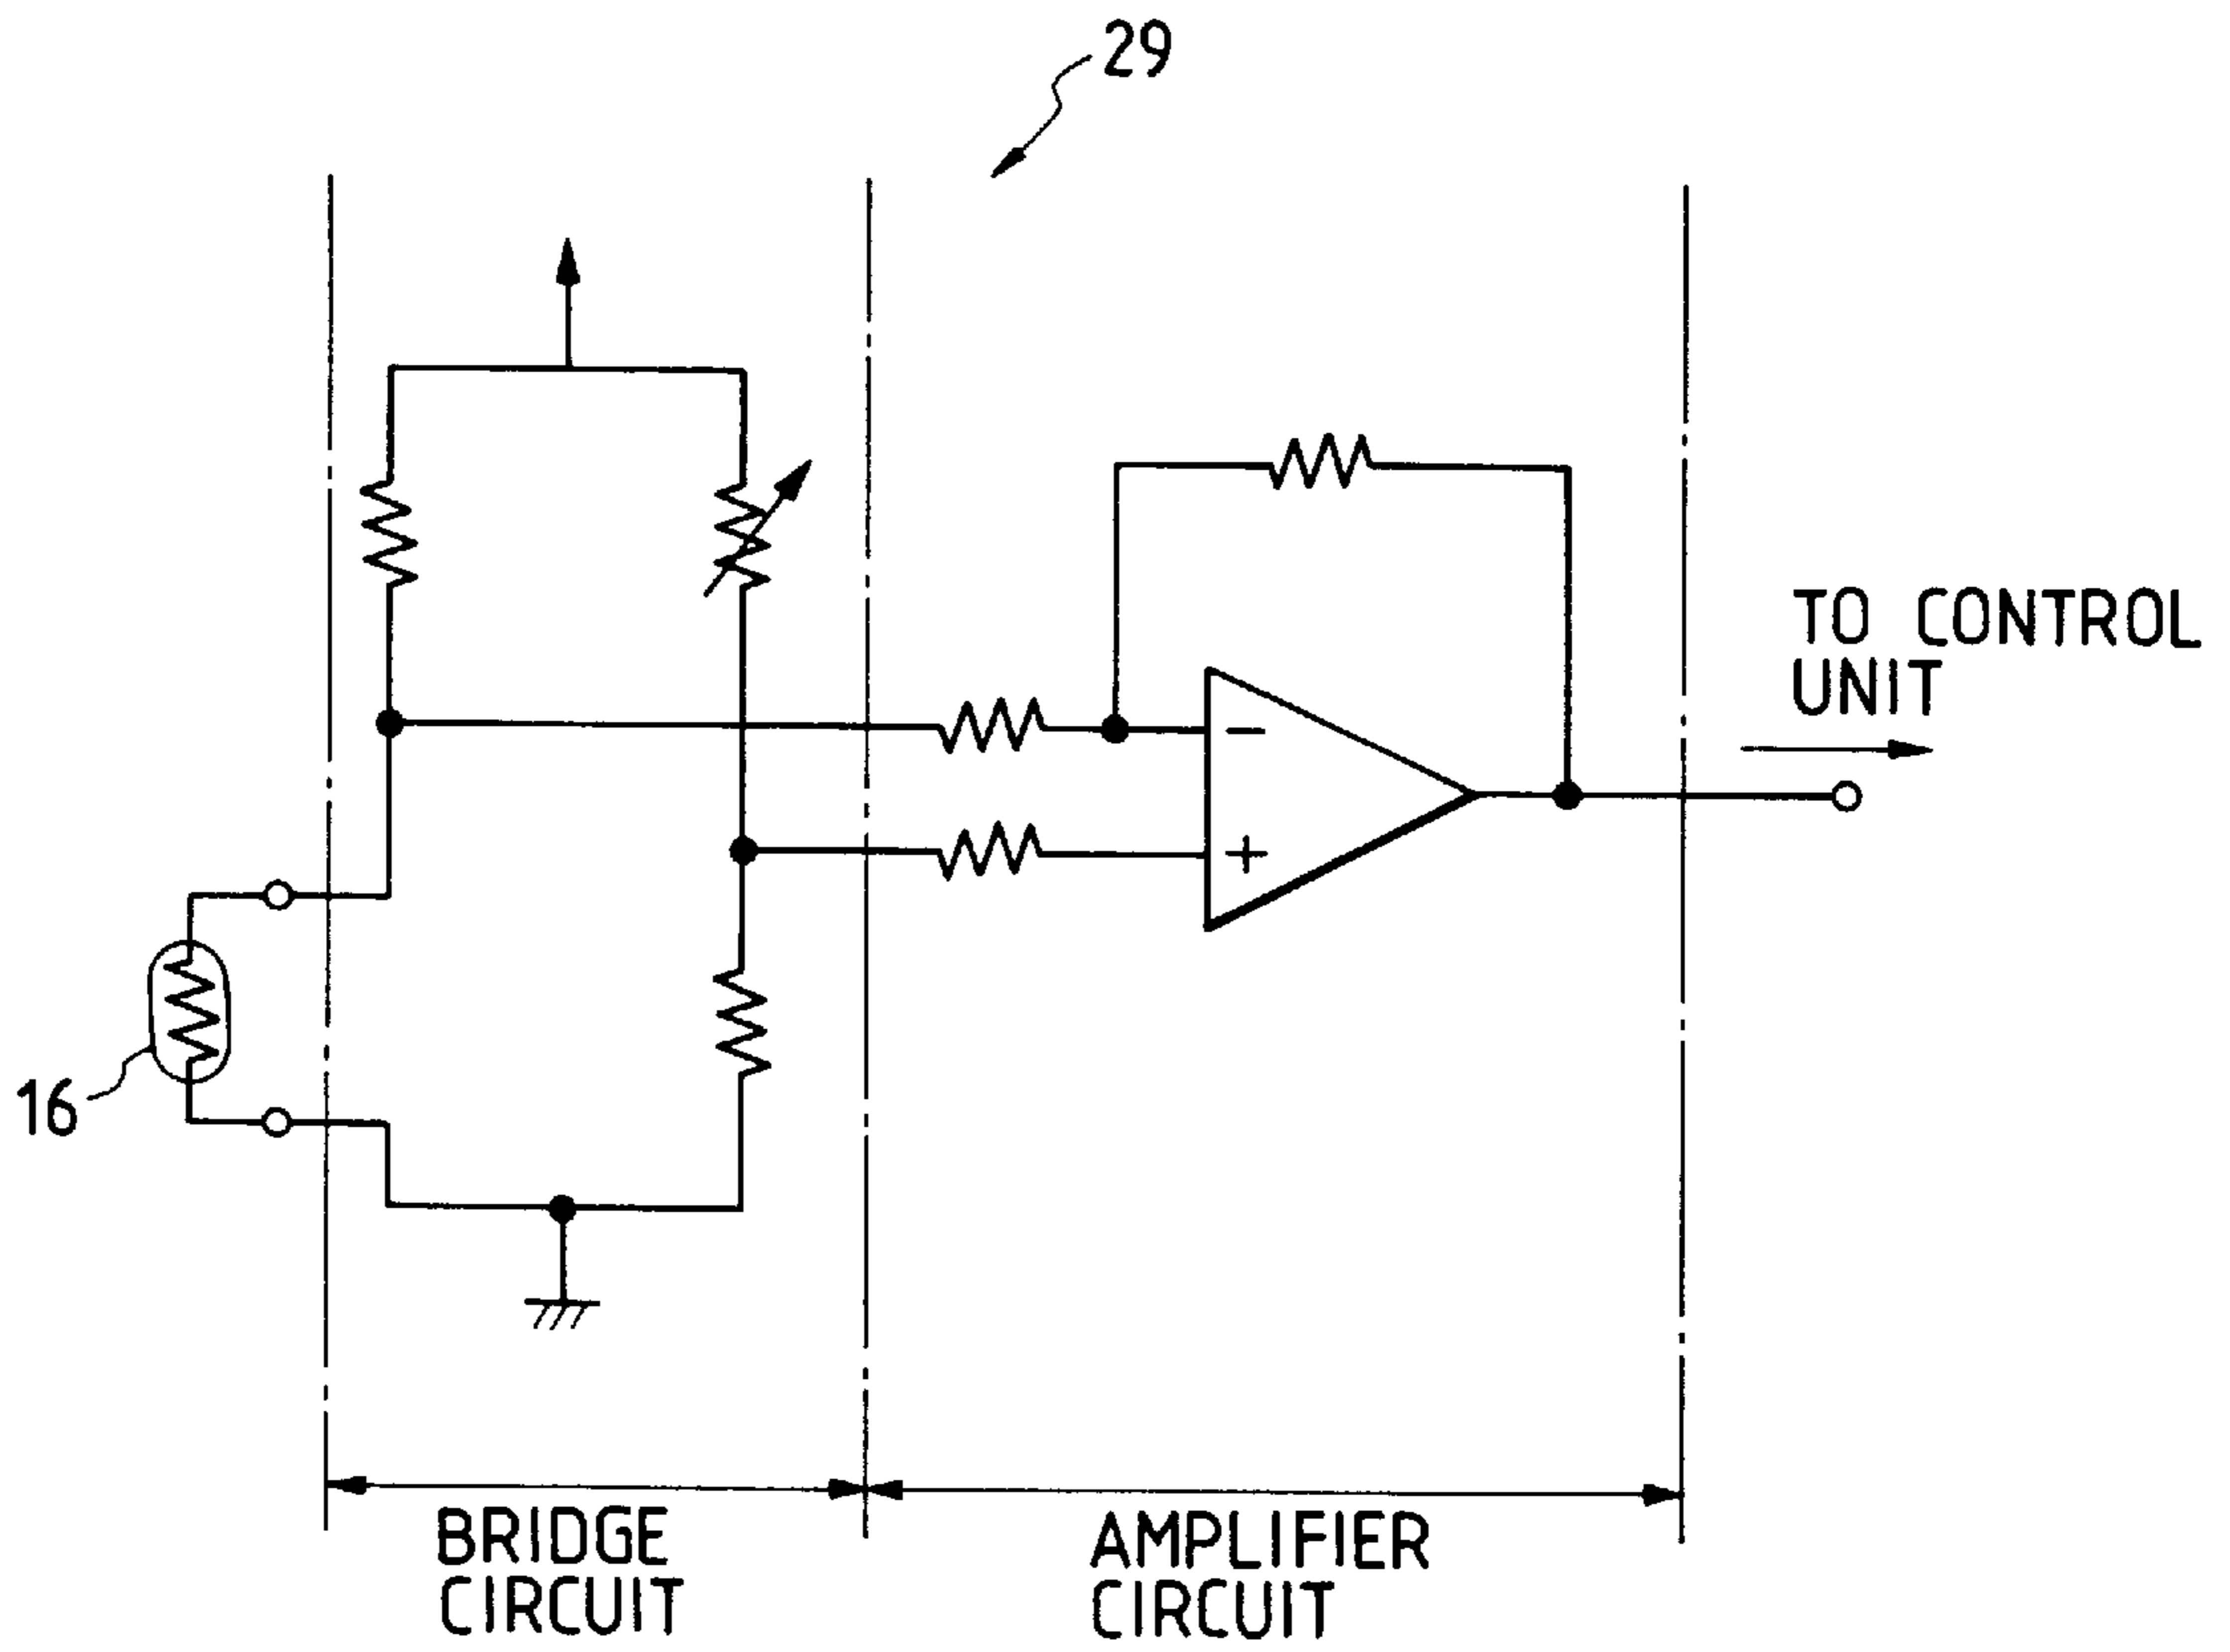 29
TO CONTROL
UNIT
−
+
16
BRIDGE
CIRCUIT
AMPLIFIER
CIRCUIT